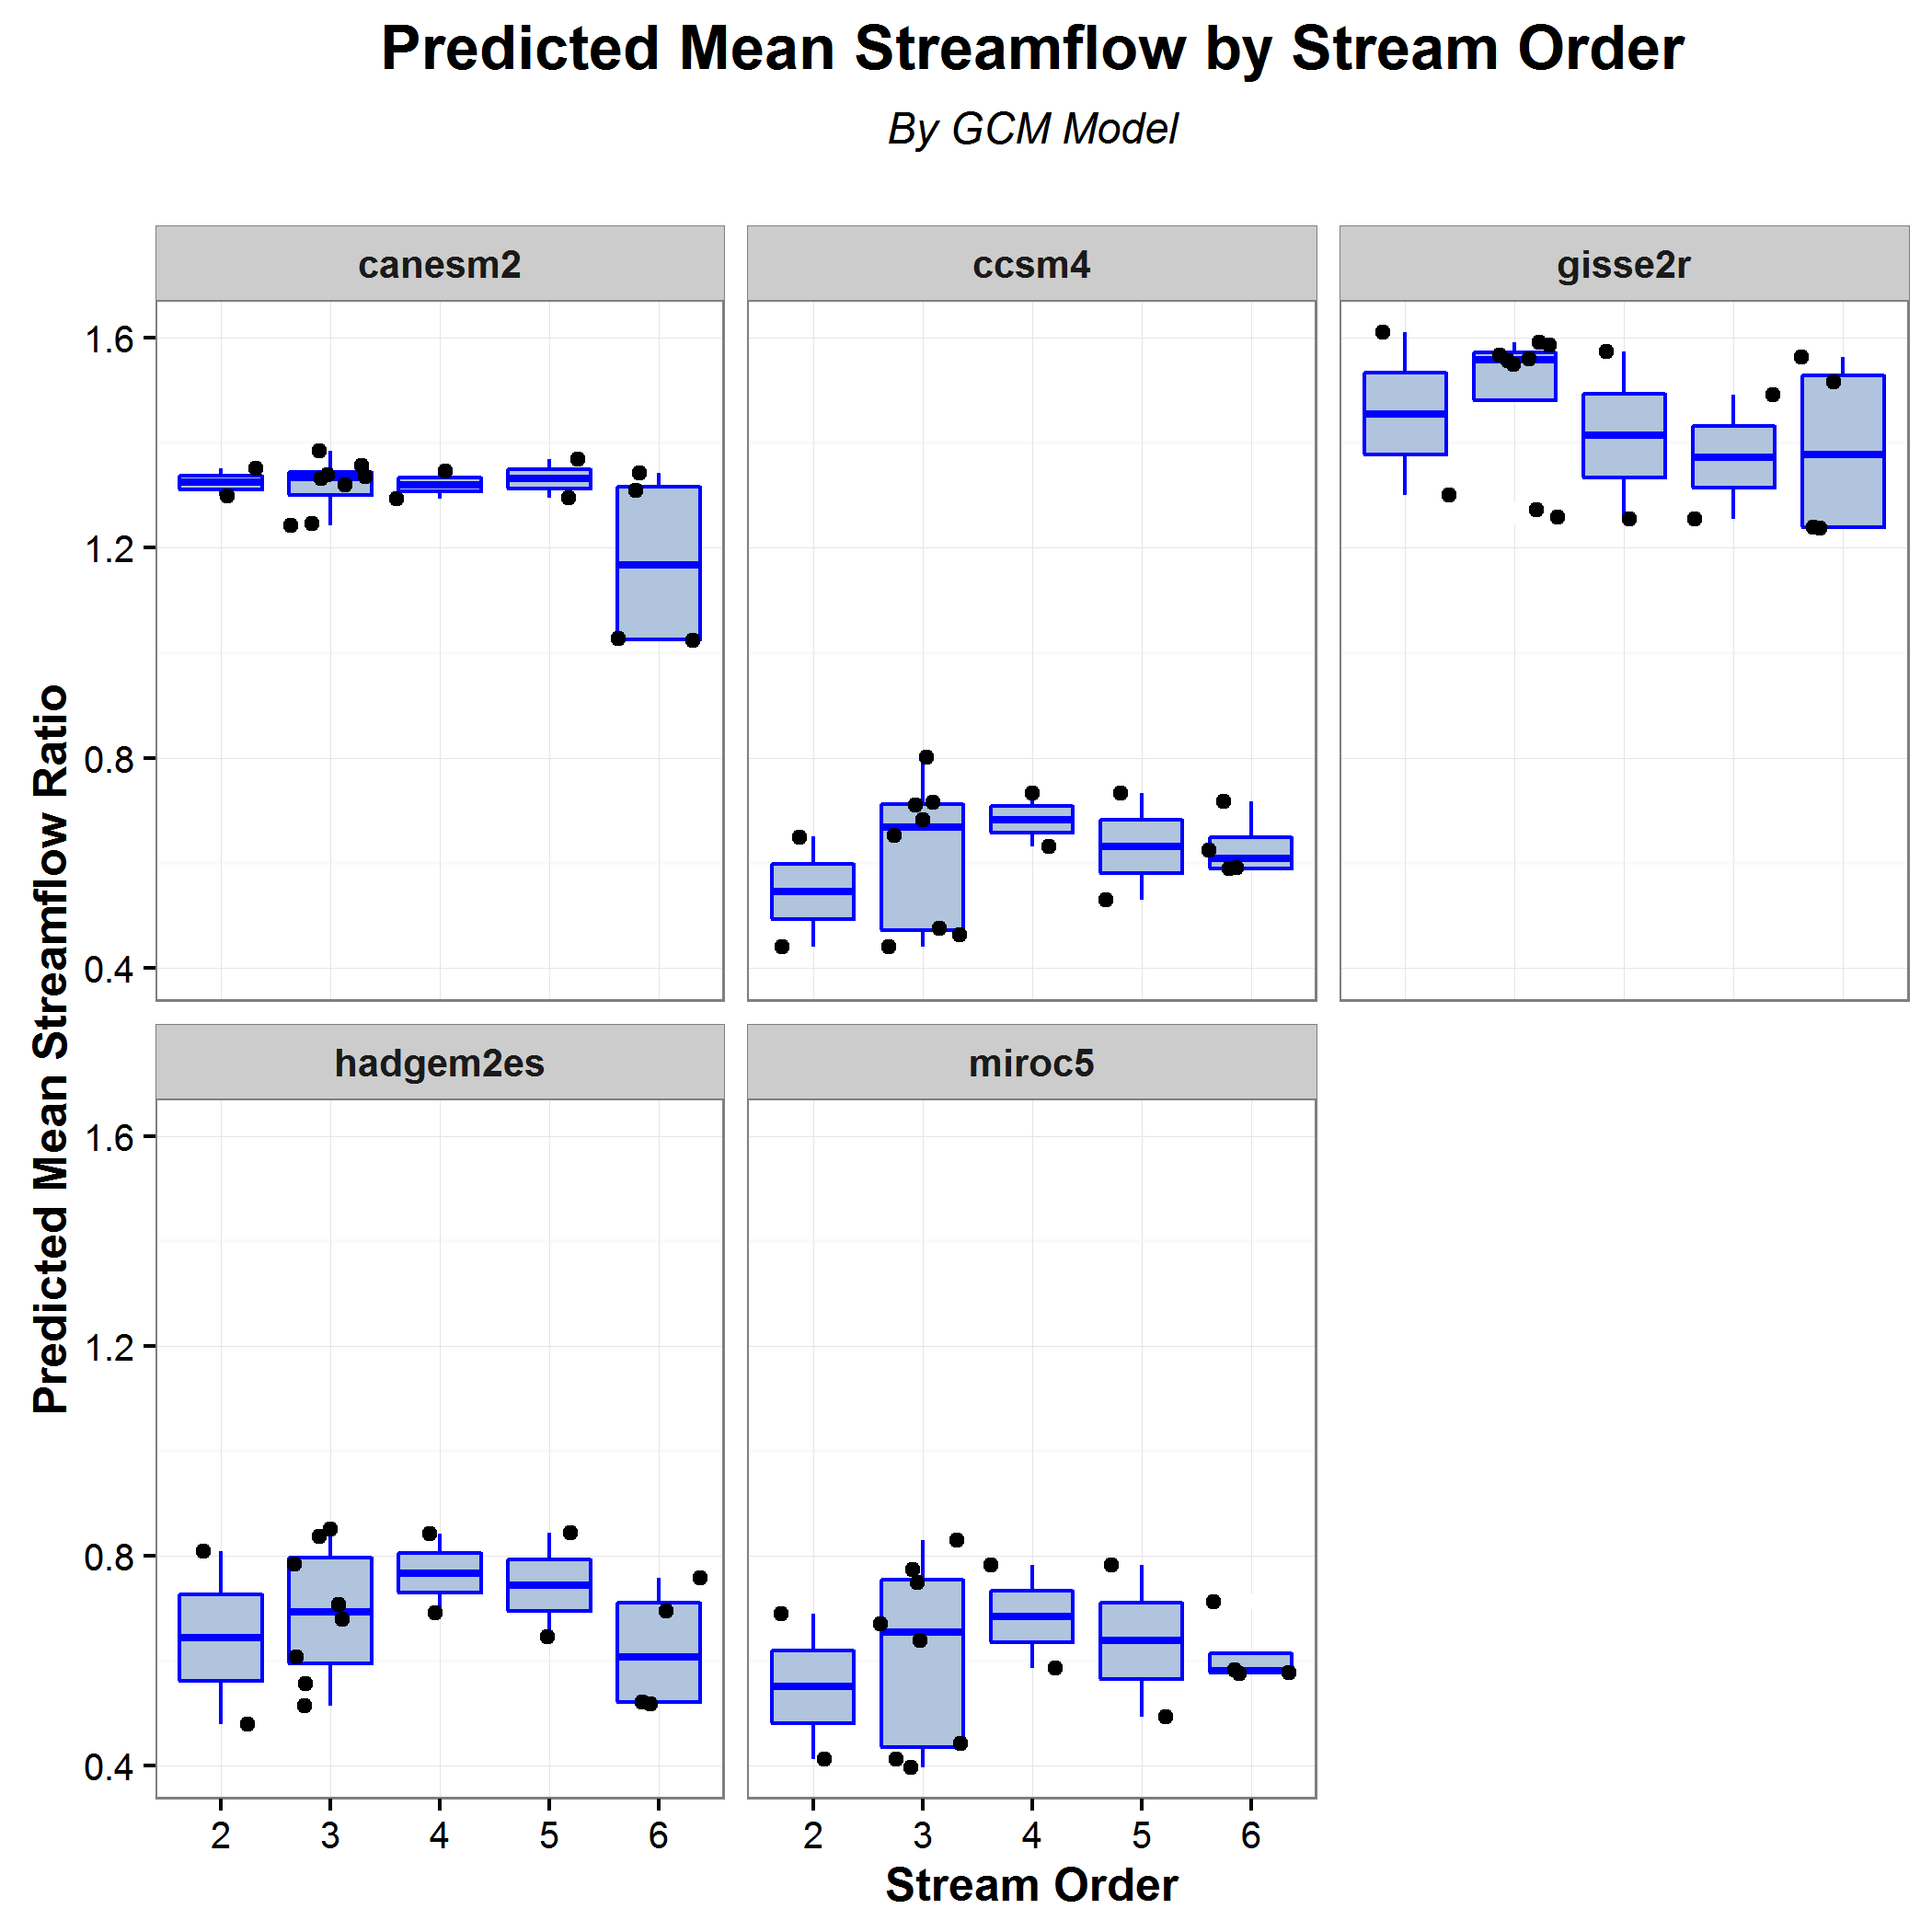 Predicted Mean Streamflow by Stream Order
By GCM Model
canesm2
ccsm4
gisse2r
1.6
1.2
0.8
0.4
Predicted Mean Streamflow Ratio
hadgem2es
miroc5
1.6
1.2
0.8
0.4
2 3 4 5 6
2 3 4 5 6
Stream Order